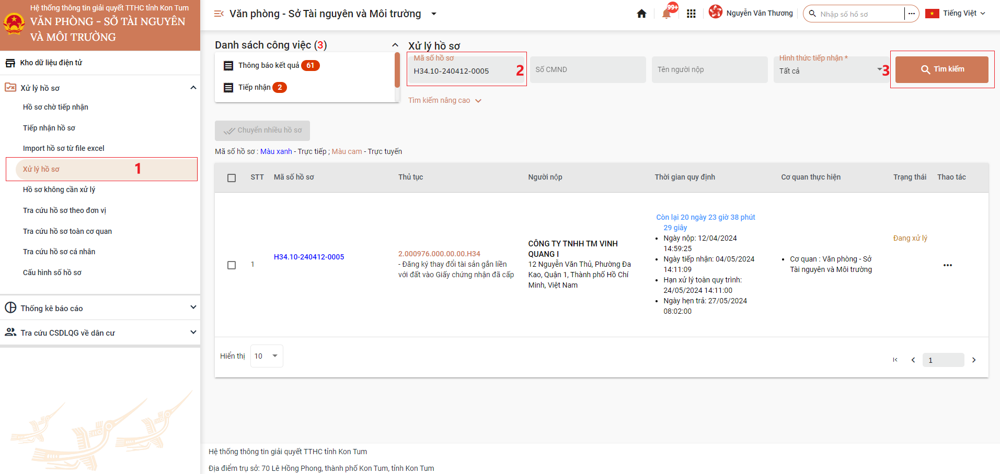 Hệ thống thông tin giải quyết TTHC tỉnh Kon Tum
VĂN PHÒNG - SỞ TÀI NGUYÊN
VÀ MÔI TRƯỜNG
Kho dữ liệu điện tử
Xử lý hồ sơ
Hồ sơ chờ tiếp nhận
Tiếp nhận hồ sơ
Import hồ sơ từ file excel
Xử lý hồ sơ 1
Hồ sơ không cần xử lý
Tra cứu hồ sơ theo đơn vị
Tra cứu hồ sơ toàn cơ quan
Tra cứu hồ sơ cá nhân
Cấu hình số hồ sơ
Thống kê báo cáo
Tra cứu CSDLQG về dân cư
Văn phòng - Sở Tài nguyên và Môi trường
99+
Nguyễn Văn Thương
Nhập số hồ sơ
Tiếng Việt
Danh sách công việc (3)
Thông báo kết quả 61
Tiếp nhận 2
Xử lý hồ sơ
Mã số hồ sơ
H34.10-240412-0005 2
Số CMND
Tên người nộp
Hình thức tiếp nhận *
Tất cả
3
Tìm kiếm
Tìm kiếm nâng cao
Chuyển nhiều hồ sơ
Mã số hồ sơ : Màu xanh - Trực tiếp ; Màu cam - Trực tuyến
STT Mã số hồ sơ Thủ tục Người nộp Thời gian quy định Cơ quan thực hiện Trạng thái Thao tác
1
H34.10-240412-0005
2.000976.000.00.00.H34
- Đăng ký thay đổi tài sản gắn liền
với đất vào Giấy chứng nhận đã cấp
CÔNG TY TNHH TM VINH
QUANG I
12 Nguyễn Văn Thủ, Phường Đa
Kao, Quận 1, Thành phố Hồ Chí
Minh, Việt Nam
Còn lại 20 ngày 23 giờ 38 phút
29 giây
• Ngày nộp: 12/04/2024
14:59:25
• Ngày tiếp nhận: 04/05/2024
14:11:09
• Hạn xử lý toàn quy trình:
24/05/2024 14:11:00
• Ngày hẹn trả: 27/05/2024
08:02:00
• Cơ quan : Văn phòng - Sở
Tài nguyên và Môi trường
Đang xử lý
Hiển thị 10
1
Hệ thống thông tin giải quyết TTHC tỉnh Kon Tum
Địa điểm trụ sở: 70 Lê Hồng Phong, thành phố Kon Tum, tỉnh Kon Tum